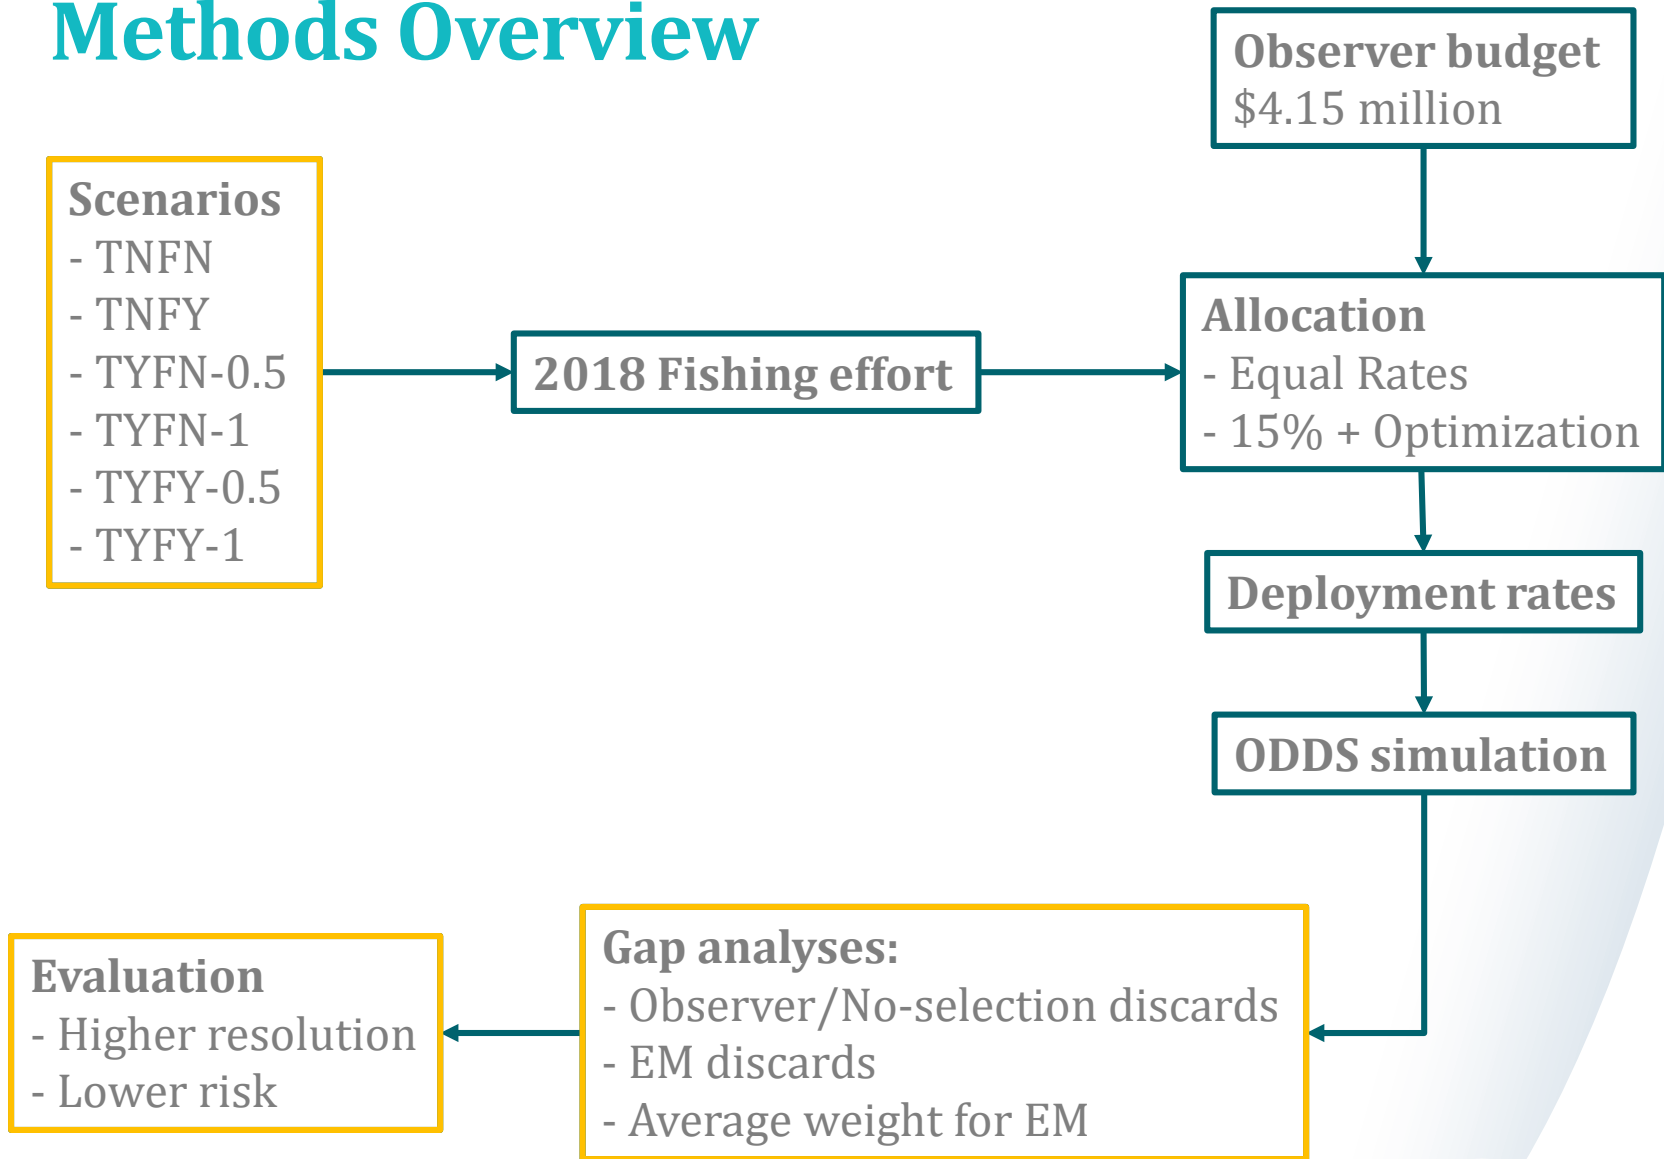 Methods Overview
Observer budget
$4.15 million
Scenarios
- TNFN
- TNFY
- TYFN-0.5
- TYFN-1
- TYFY-0.5
- TYFY-1
2018 Fishing effort
Allocation
- Equal Rates
- 15% + Optimization
Deployment rates
ODDS simulation
Gap analyses:
- Observer/No-selection discards
- EM discards
- Average weight for EM
Evaluation
- Higher resolution
- Lower risk